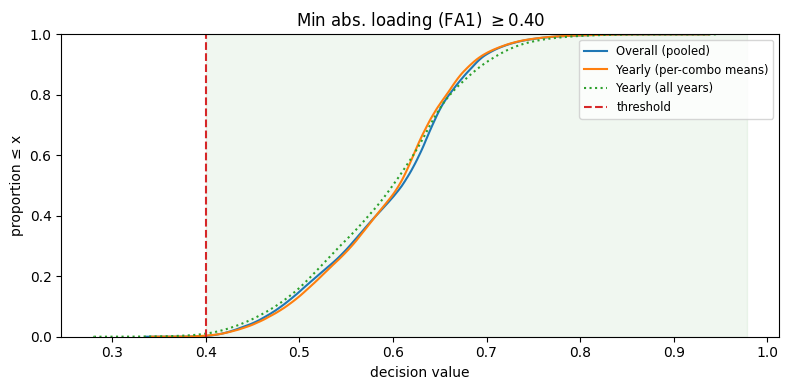 Min abs. loading (FA1) ≥0.40
1.0
0.8
0.6
0.4
0.2
0.0
proportion ≤ x
Overall (pooled)
Yearly (per-combo means)
Yearly (all years)
threshold
0.3 0.4 0.5 0.6 0.7 0.8 0.9 1.0
decision value